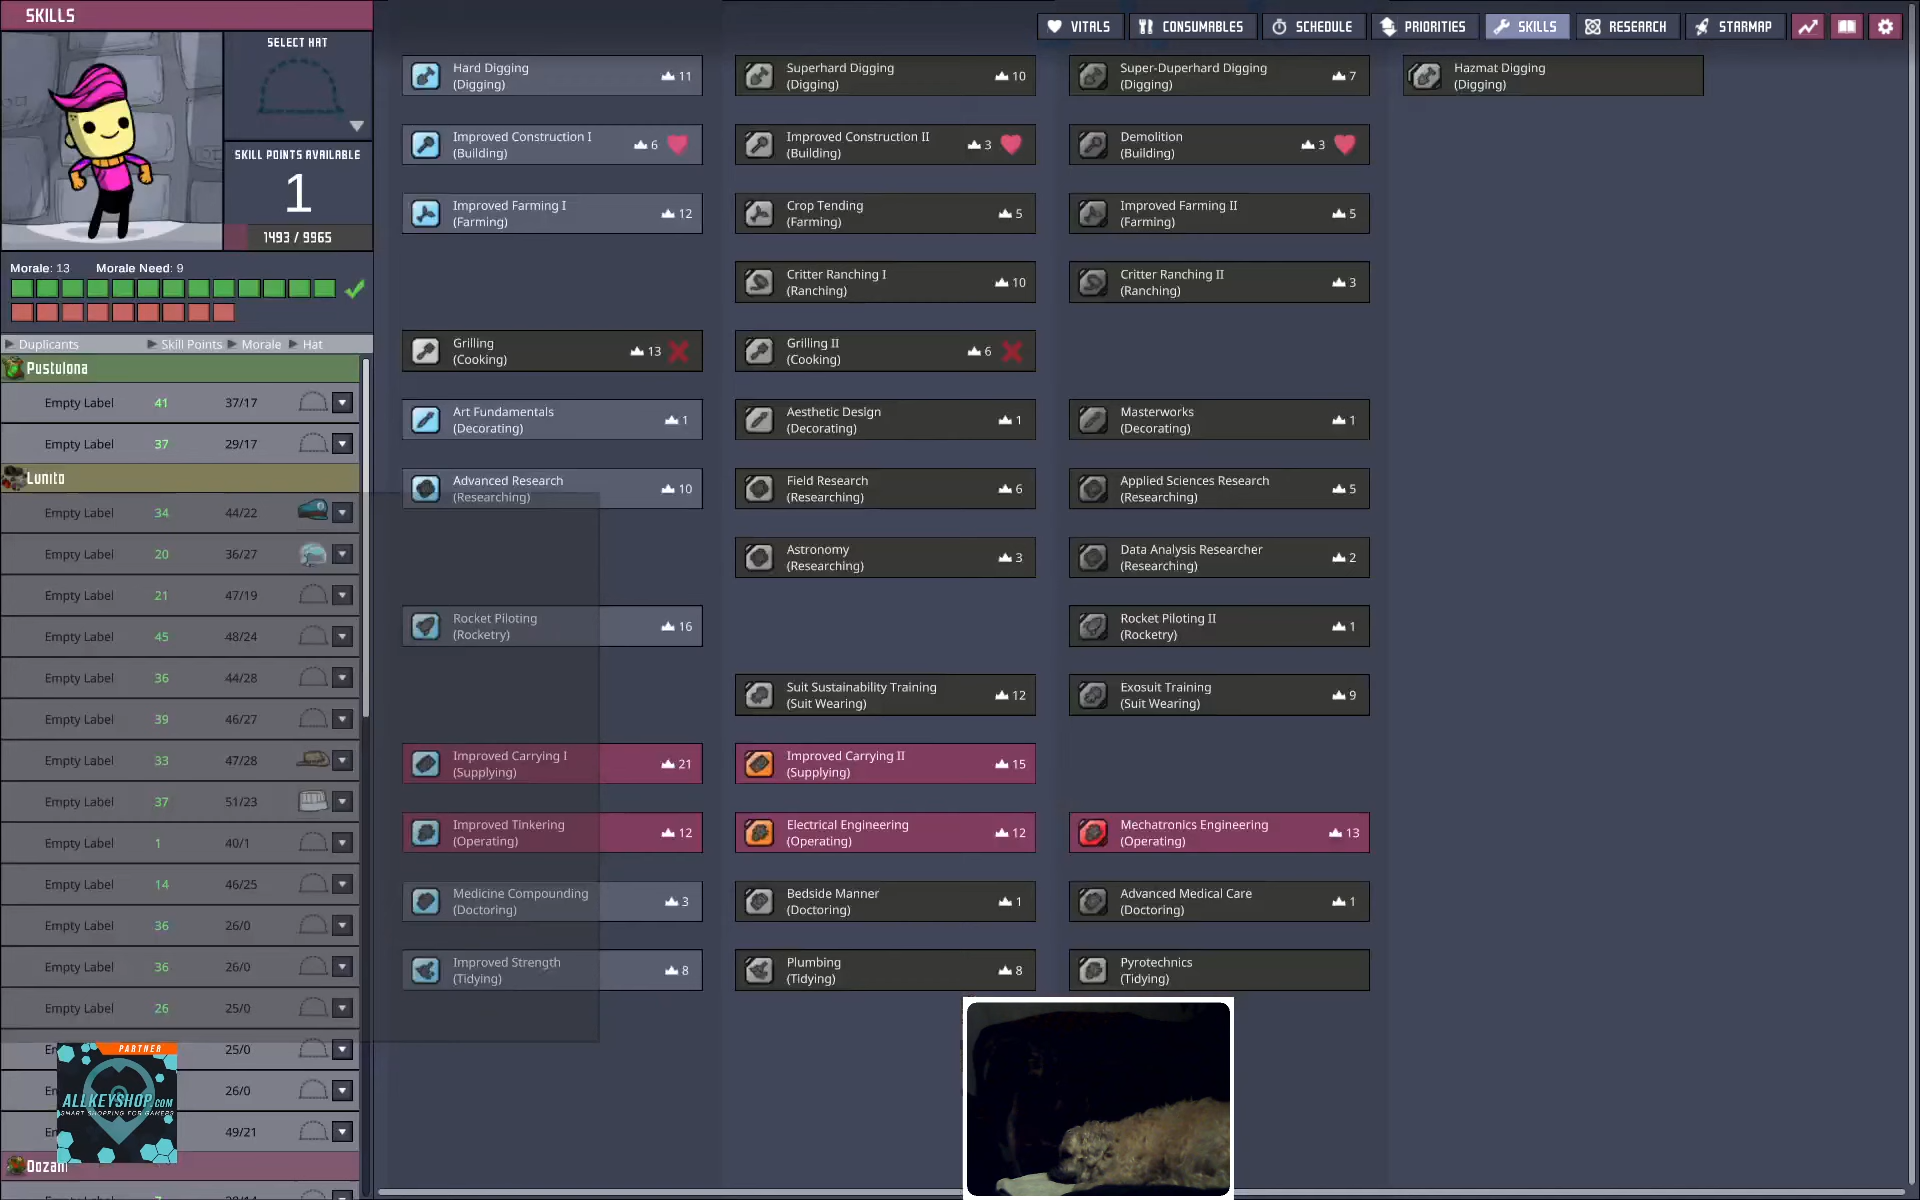 SKILLS
SELECT HAT
SKILL POINTS AVAILABLE
1
1493 / 9965
Morale: 13 Morale Need: 9
Duplicants Skill Points Morale Hat
Pustulona
Empty Label 41 37/17
Empty Label 37 29/17
Lunito
Empty Label 34 44/22
Empty Label 20 36/27
Empty Label 21 47/19
Empty Label 45 48/24
Empty Label 36 44/28
Empty Label 39 46/27
Empty Label 33 47/28
Empty Label 37 51/23
Empty Label 1 40/1
Empty Label 14 46/25
Empty Label 36 26/0
Empty Label 36 26/0
Empty Label 26 25/0
25/0
26/0
49/21
PARTNER
ALLKEYSHOP.COM
SMART SHOPPING FOR GAMERS
VITALS CONSUMABLES SCHEDULE PRIORITIES SKILLS RESEARCH STARMAP
Hard Digging
(Digging)
11
Superhard Digging
(Digging)
10
Super-Duperhard Digging
(Digging)
7
Hazmat Digging
(Digging)
Improved Construction I
(Building)
6
Improved Construction II
(Building)
3
Demolition
(Building)
3
Improved Farming I
(Farming)
12
Crop Tending
(Farming)
5
Improved Farming II
(Farming)
5
Critter Ranching I
(Ranching)
10
Critter Ranching II
(Ranching)
3
Grilling
(Cooking)
13
Grilling II
(Cooking)
6
Art Fundamentals
(Decorating)
1
Aesthetic Design
(Decorating)
1
Masterworks
(Decorating)
1
Advanced Research
(Researching)
10
Field Research
(Researching)
6
Applied Sciences Research
(Researching)
5
Astronomy
(Researching)
3
Data Analysis Researcher
(Researching)
2
Rocket Piloting
(Rocketry)
16
Rocket Piloting II
(Rocketry)
1
Suit Sustainability Training
(Suit Wearing)
12
Exosuit Training
(Suit Wearing)
9
Improved Carrying I
(Supplying)
21
Improved Carrying II
(Supplying)
15
Improved Tinkering
(Operating)
12
Electrical Engineering
(Operating)
12
Mechatronics Engineering
(Operating)
13
Medicine Compounding
(Doctoring)
3
Bedside Manner
(Doctoring)
1
Advanced Medical Care
(Doctoring)
1
Improved Strength
(Tidying)
8
Plumbing
(Tidying)
8
Pyrotechnics
(Tidying)